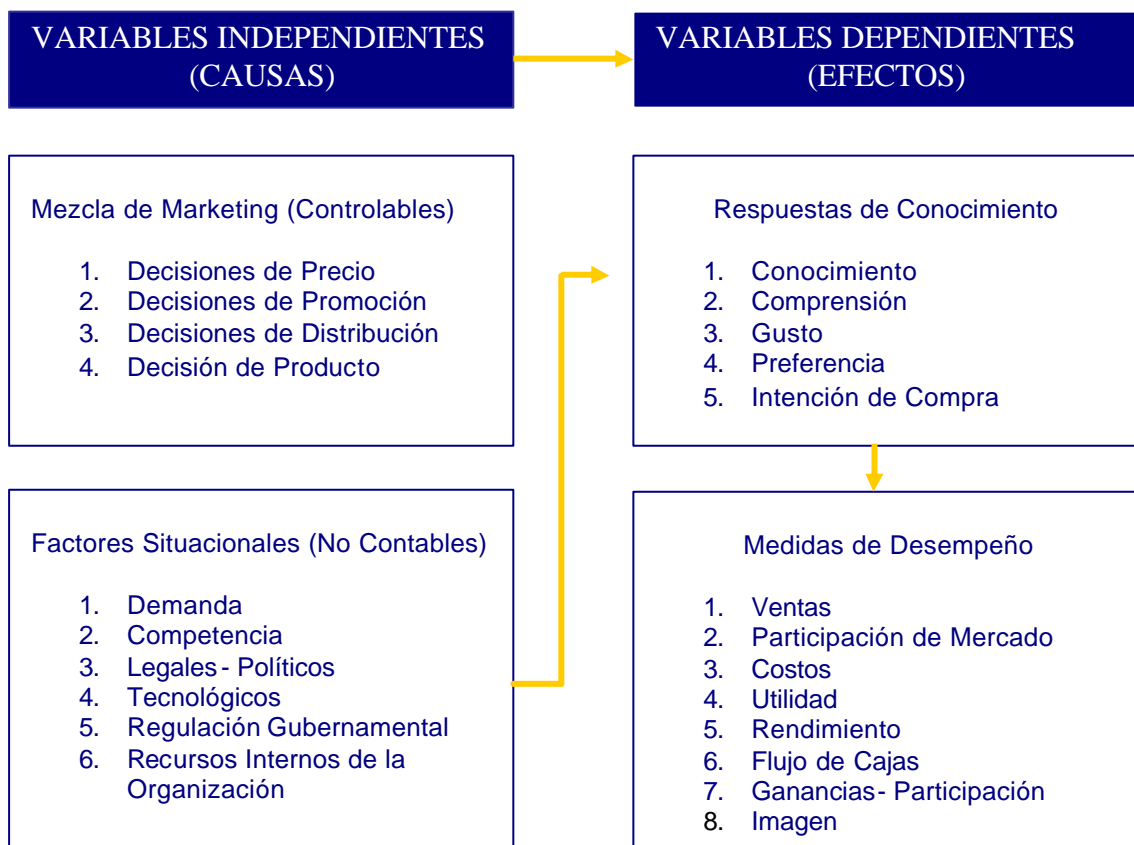 VARIABLES INDEPENDIENTES
(CAUSAS)
VARIABLES DEPENDIENTES
(EFECTOS)
Mezcla de Marketing (Controlables)
1. Decisiones de Precio
2. Decisiones de Promoción
3. Decisiones de Distribución
4. Decisión de Producto
Respuestas de Conocimiento
1. Conocimiento
2. Comprensión
3. Gusto
4. Preferencia
5. Intención de Compra
Factores Situacionales (No Contables)
1. Demanda
2. Competencia
3. Legales- Políticos
4. Tecnológicos
5. Regulación Gubernamental
6. Recursos Internos de la
Organización
Medidas de Desempeño
1. Ventas
2. Participación de Mercado
3. Costos
4. Utilidad
5. Rendimiento
6. Flujo de Cajas
7. Ganancias- Participación
8. Imagen